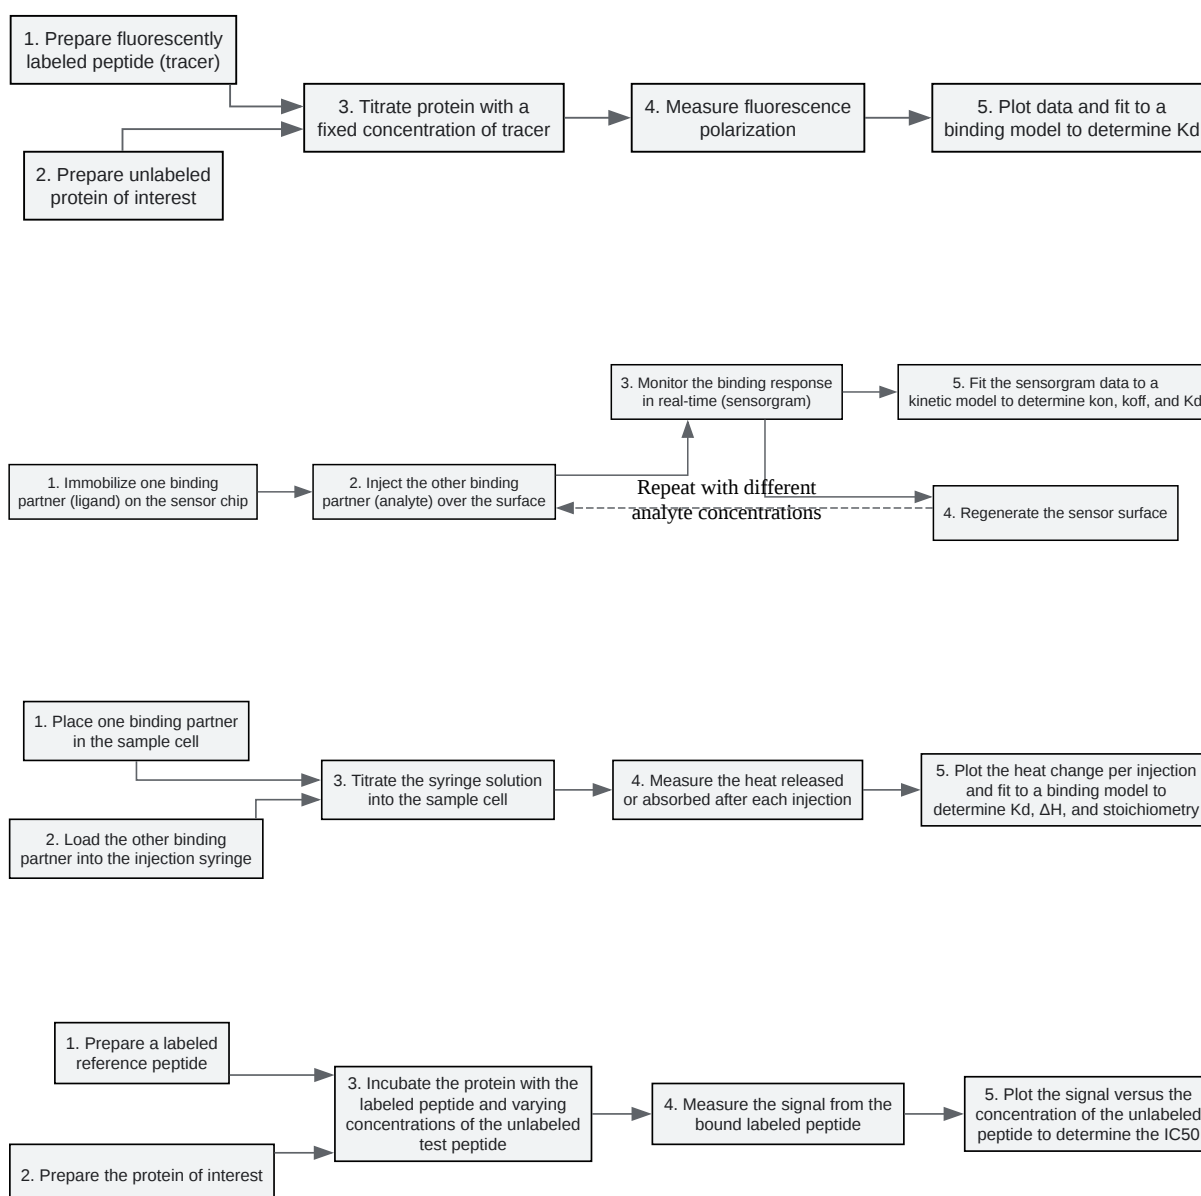 1. Prepare fluorescently
labeled peptide (tracer)
2. Prepare unlabeled
protein of interest
3. Titrate protein with a
fixed concentration of tracer
4. Measure fluorescence
polarization
5. Plot data and fit to a
binding model to determine Kd
1. Immobilize one binding
partner (ligand) on the sensor chip
2. Inject the other binding
partner (analyte) over the surface
3. Monitor the binding response
in real-time (sensorgram)
Repeat with different
analyte concentrations
4. Regenerate the sensor surface
5. Fit the sensorgram data to a
kinetic model to determine kon, koff, and Kd
1. Place one binding partner
in the sample cell
2. Load the other binding
partner into the injection syringe
3. Titrate the syringe solution
into the sample cell
4. Measure the heat released
or absorbed after each injection
5. Plot the heat change per injection
and fit to a binding model to
determine Kd, ΔH, and stoichiometry
1. Prepare a labeled
reference peptide
2. Prepare the protein of interest
3. Incubate the protein with the
labeled peptide and varying
concentrations of the unlabeled
test peptide
4. Measure the signal from the
bound labeled peptide
5. Plot the signal versus the
concentration of the unlabeled
peptide to determine the IC50